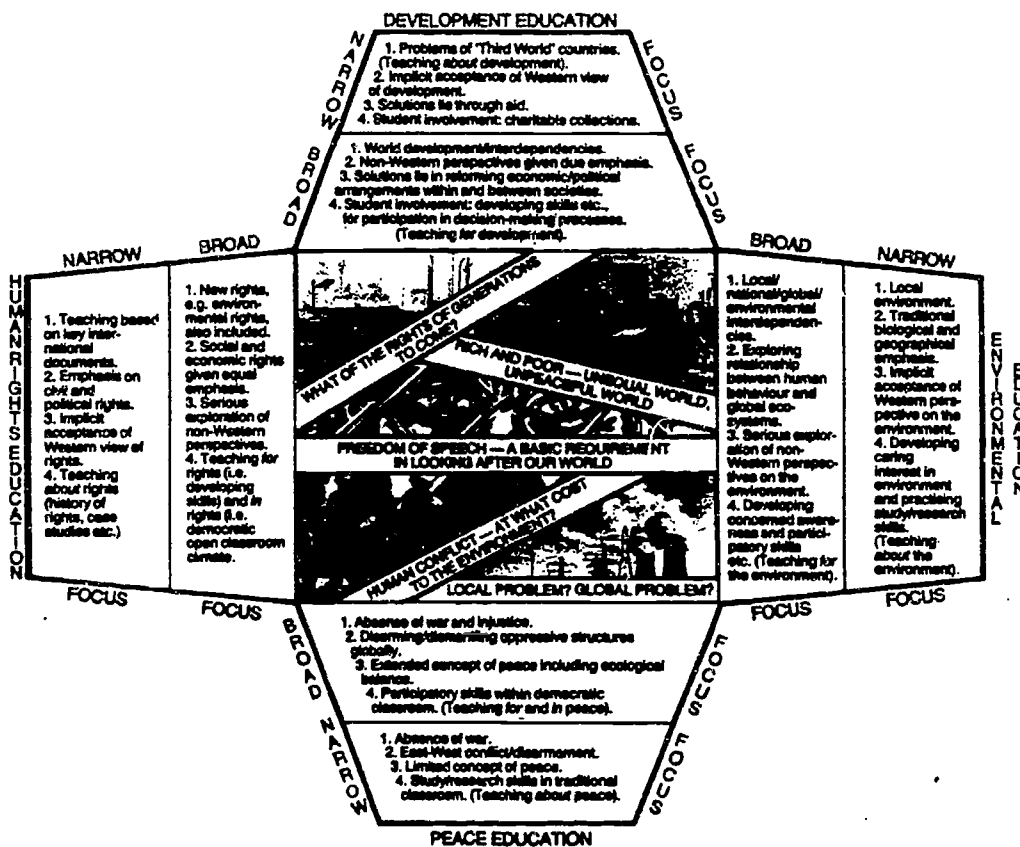 DEVELOPMENT EDUCATION
NARROW FOCUS
1. Problems of "Third World" countries.
(Teaching about development).
2. Implicit acceptance of Western view
of development.
3. Solutions lie through aid.
4. Student involvement: charitable collections.
BROAD FOCUS
1. World development/interdependencies.
2. Non-Western perspectives given due emphasis.
3. Solutions lie in reforming economic/political
arrangements within and between societies.
4. Student involvement: developing skills etc.,
for participation in decision-making processes.
(Teaching for development).
HUMAN RIGHTS EDUCATION
NARROW
1. Teaching based
on key inter-
national
documents.
2. Emphasis on
civil and
political rights.
3. Implicit
acceptance of
Western view of
rights.
4. Teaching
about rights
(history of
rights, case
studies etc.)
FOCUS
BROAD
1. New rights,
e.g. environ-
mental rights,
also included.
2. Social and
economic rights
given equal
emphasis.
3. Serious
exploration of
non-Western
perspectives.
4. Teaching for
rights (i.e.
developing
skills) and in
rights (i.e.
democratic
open classroom
climate.
FOCUS
WHAT OF THE RIGHTS OF GENERATIONS
TO COME?
RICH AND POOR — UNEQUAL WORLD,
UNPEACEFUL WORLD
FREEDOM OF SPEECH — A BASIC REQUIREMENT
IN LOOKING AFTER OUR WORLD
HUMAN CONFLICT — AT WHAT COST
TO THE ENVIRONMENT?
LOCAL PROBLEM? GLOBAL PROBLEM?
BROAD
1. Local/
national/global/
environmental
interdependen-
cies.
2. Exploring
relationship
between human
behaviour and
global eco-
systems.
3. Serious explor-
ation of non-
Western perspec-
tives on the
environment.
4. Developing
concerned aware-
ness and partici-
patory skills
etc. (Teaching for
the environment).
FOCUS
NARROW
1. Local
environment.
2. Traditional
biological and
geographical
emphasis.
3. Implicit
acceptance of
Western pers-
pective on the
environment.
4. Developing
caring
interest in
environment
and practising
study/research
skills.
(Teaching
about the
environment).
FOCUS
ENVIRONMENTAL
EDUCATION
BROAD FOCUS
1. Absence of war and injustice.
2. Disarming/dismantling oppressive structures
globally.
3. Extended concept of peace including ecological
balance.
4. Participatory skills within democratic
classroom. (Teaching for and in peace).
NARROW FOCUS
1. Absence of war.
2. East-West conflict/disarmament.
3. Limited concept of peace.
4. Study/research skills in traditional
classroom. (Teaching about peace).
PEACE EDUCATION